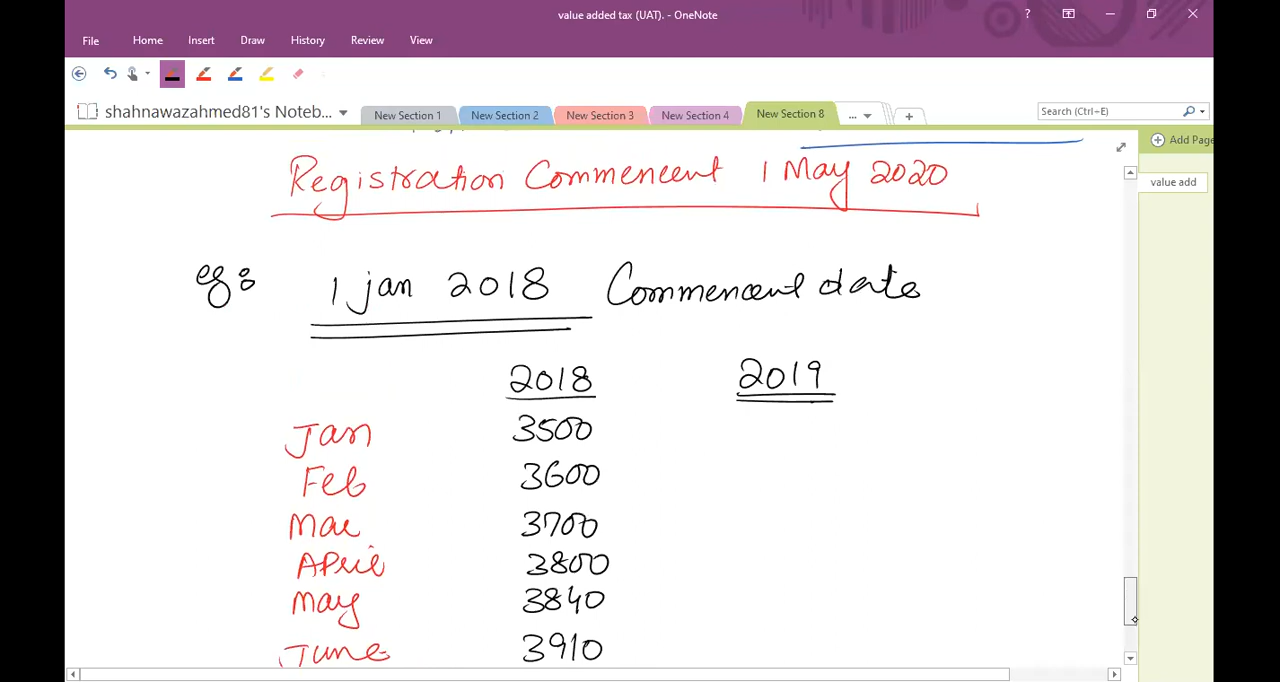 value added tax (UAT). - OneNote
File Home Insert Draw History Review View
shahnawazahmed81's Noteb... New Section 1 New Section 2 New Section 3 New Section 4 New Section 8 ... Search (Ctrl+E)
Add Page
value add
Registration Commencent 1 May 2020
eg: 1 jan 2018 Commencent date
2018 2019
Jan 3500
Feb 3600
Mar 3700
April 3800
May 3840
June 3910